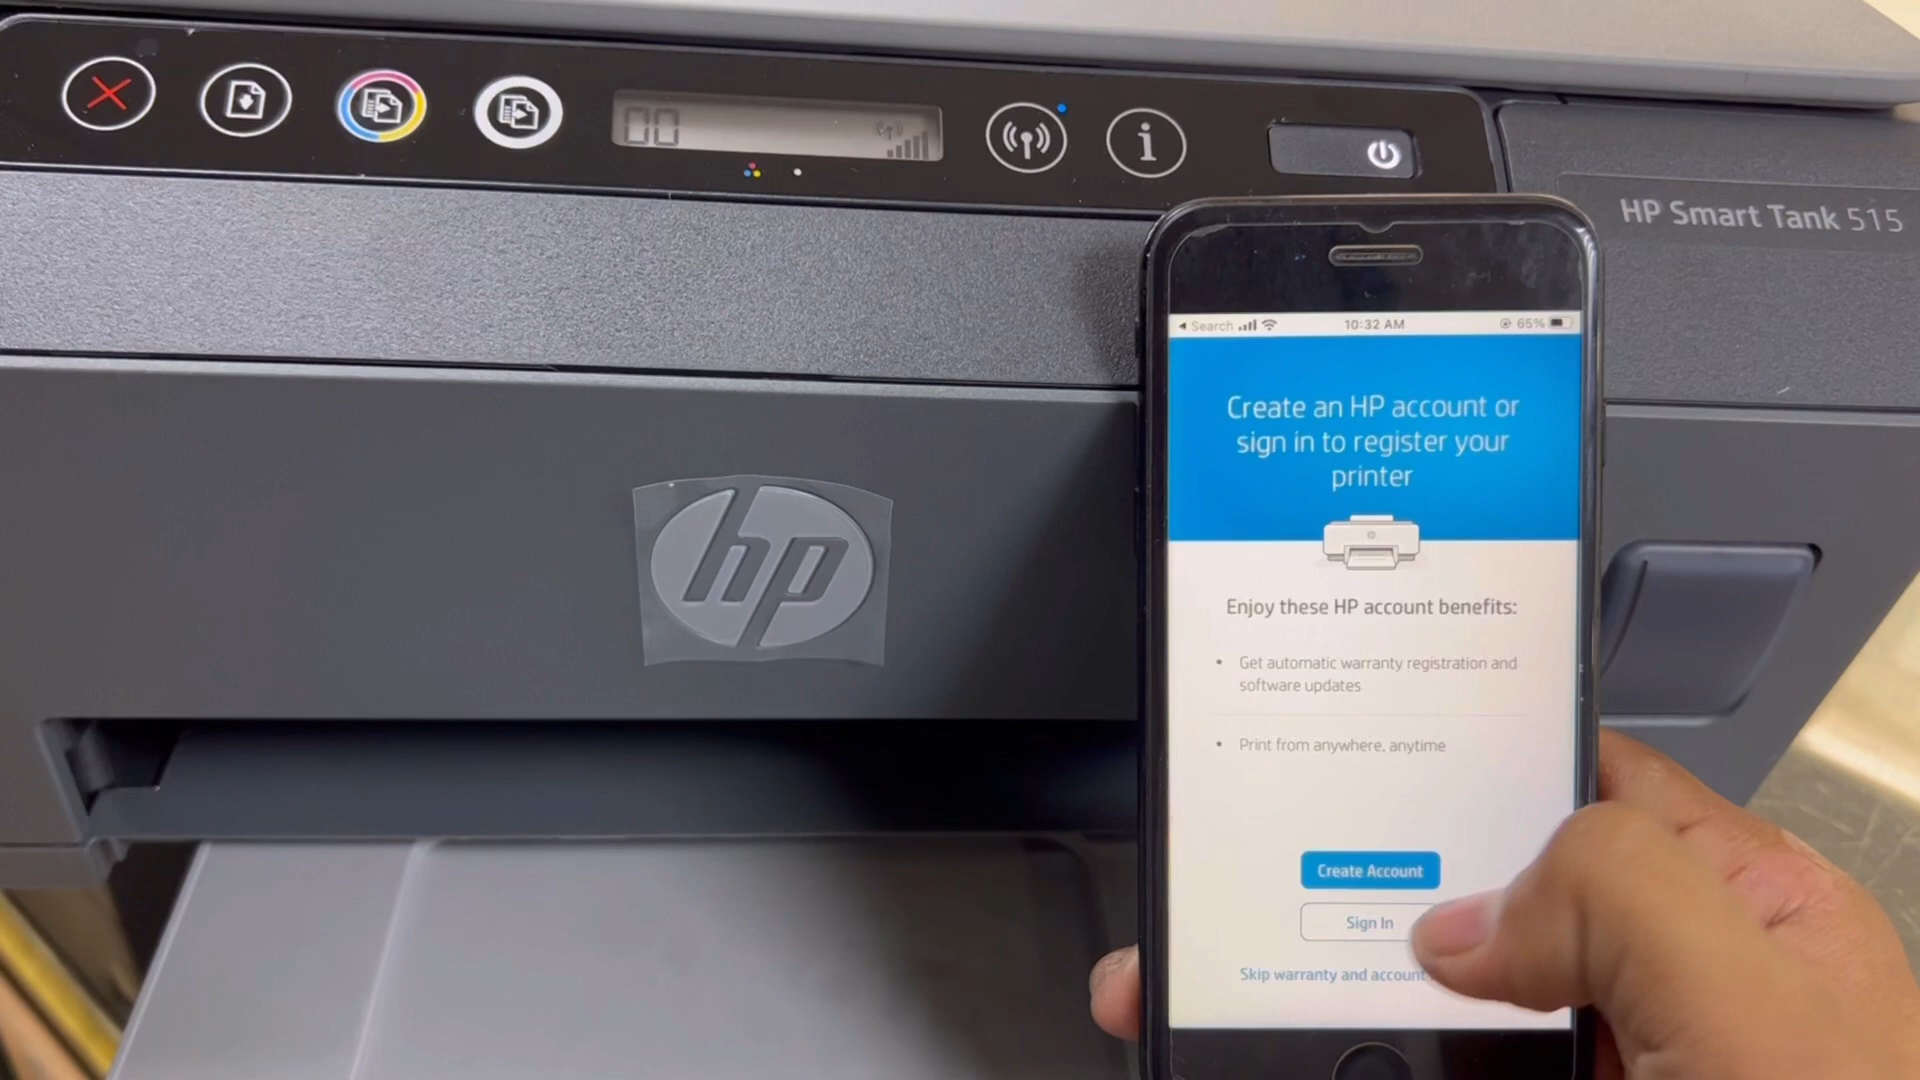 00
i
HP Smart Tank 515
Search
10:32 AM
65%
Create an HP account or
sign in to register your
printer
Enjoy these HP account benefits:
• Get automatic warranty registration and
software updates
• Print from anywhere, anytime
Create Account
Sign In
Skip warranty and account
hp